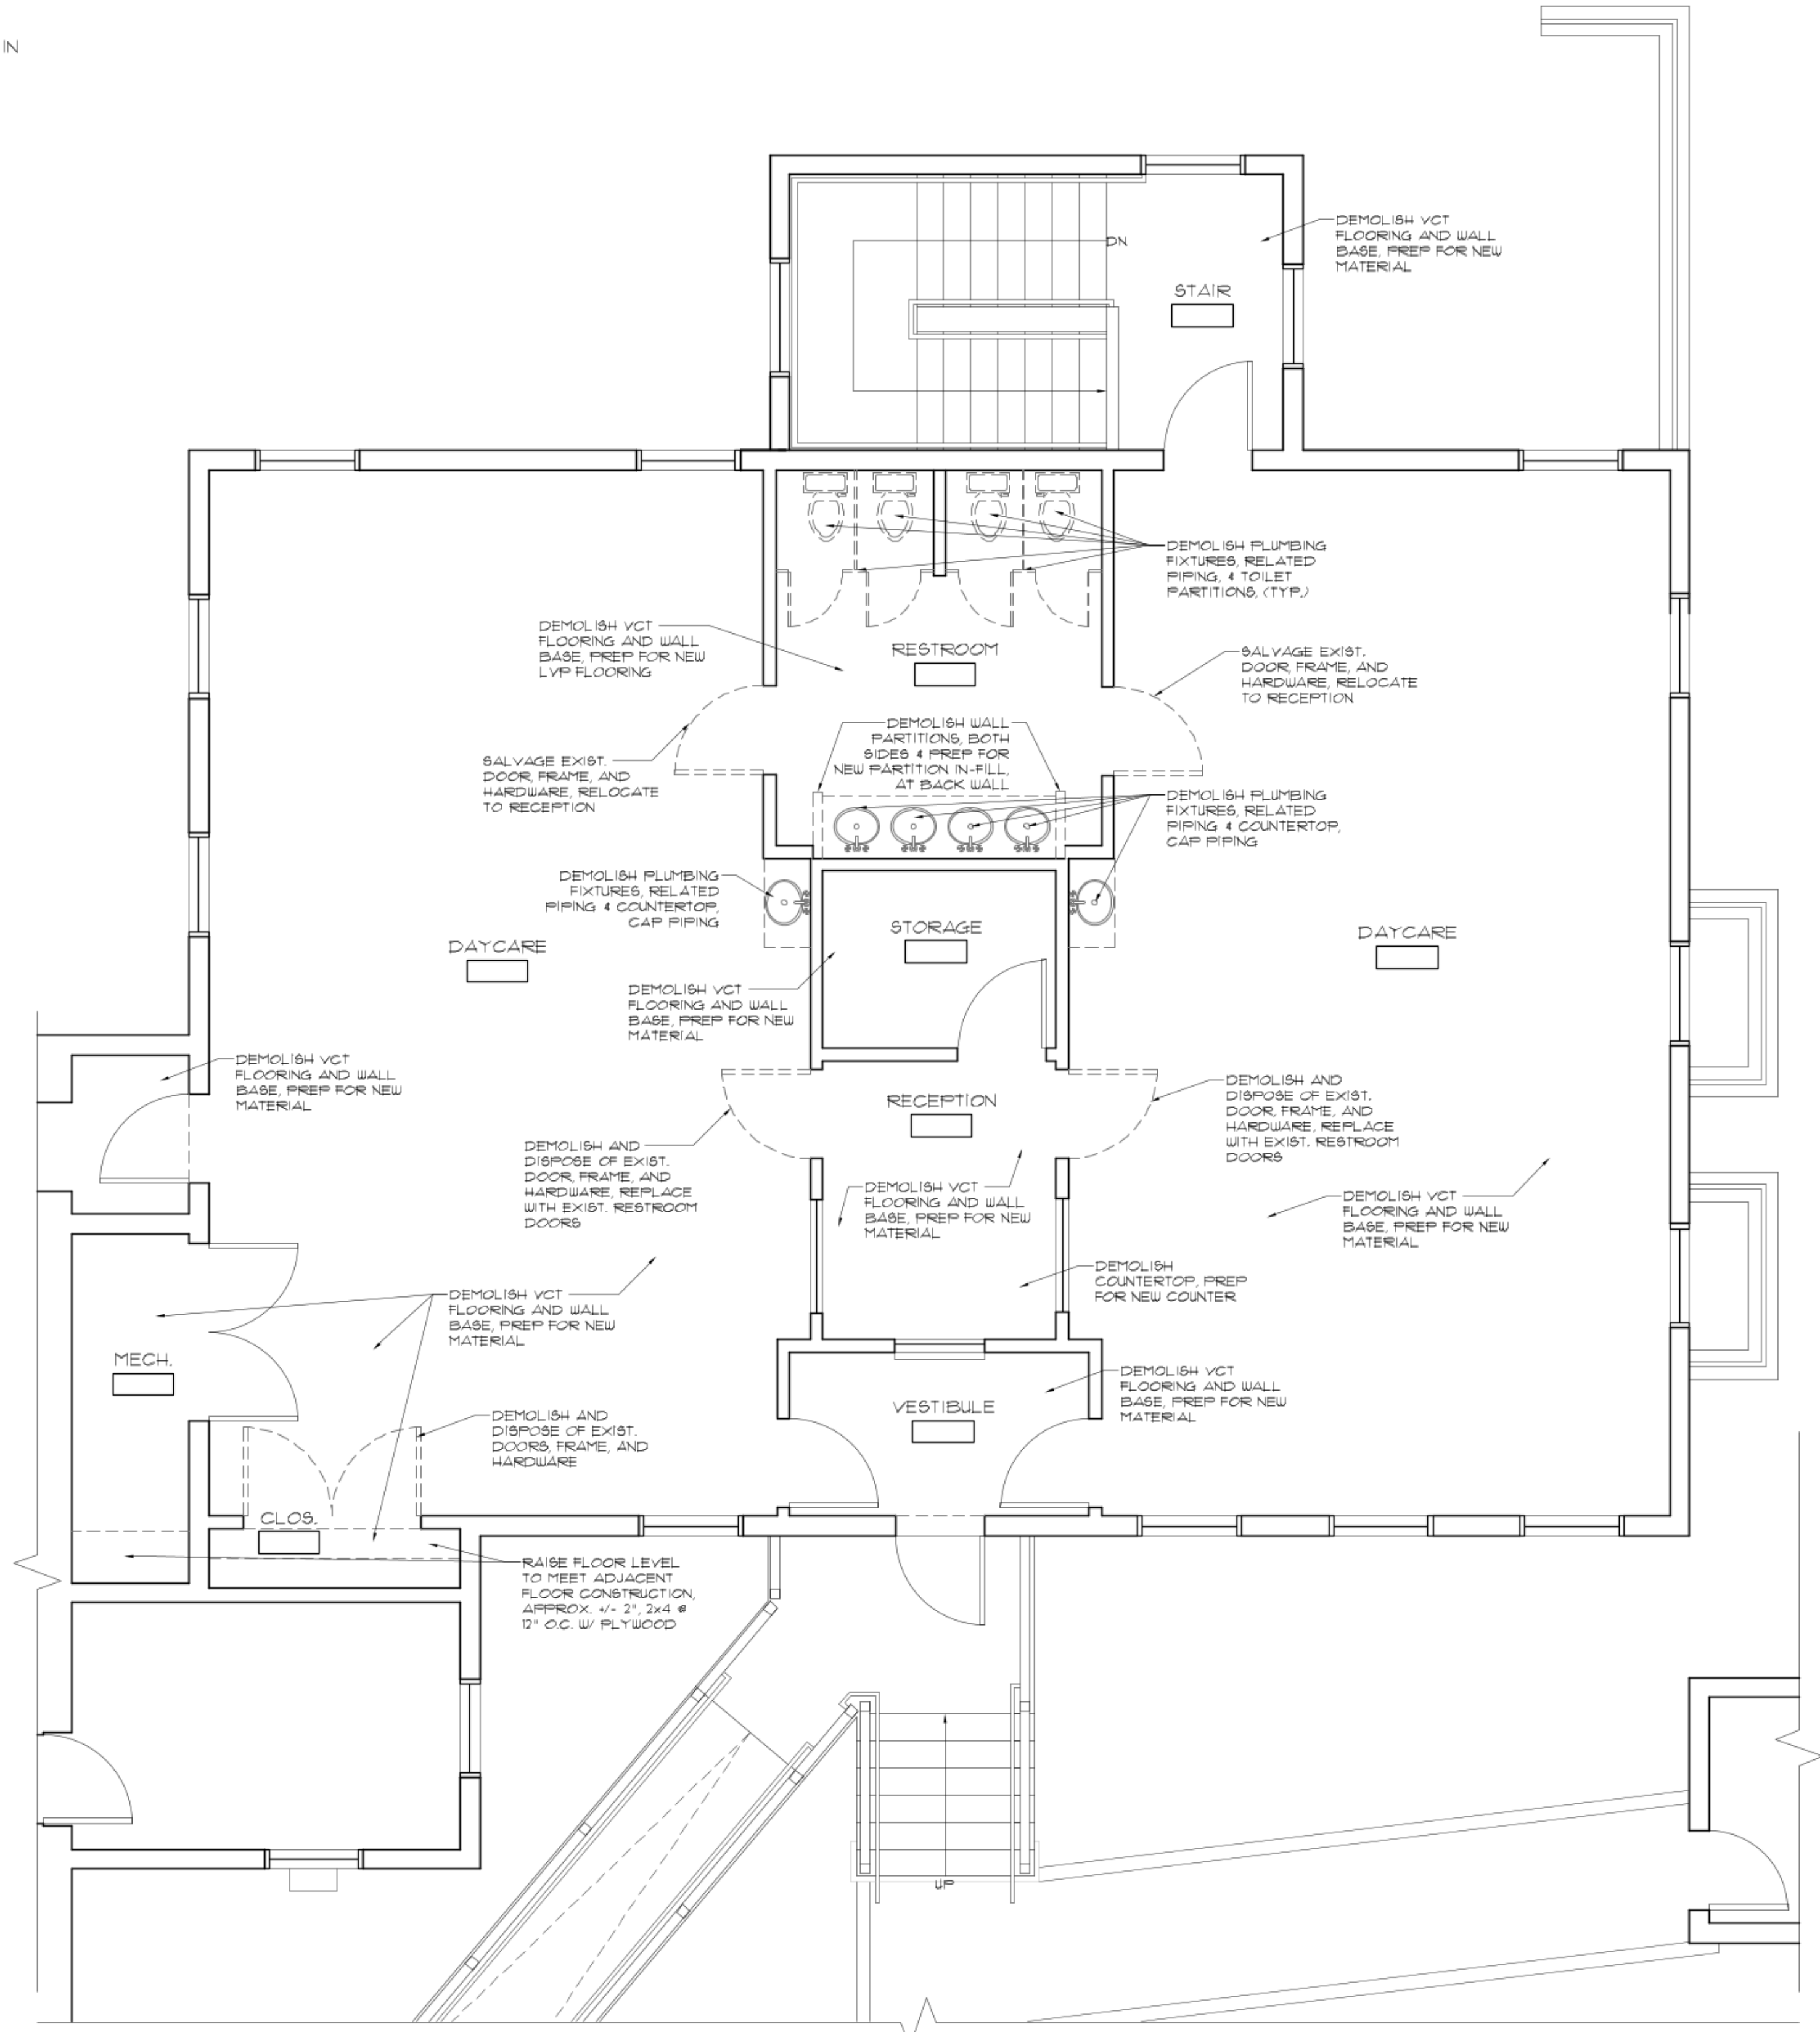 IN
DEMOLISH VCT
FLOORING AND WALL
BASE, PREP FOR NEW
MATERIAL
DN
STAIR
DEMOLISH PLUMBING
FIXTURES, RELATED
PIPING, & TOILET
PARTITIONS, (TYP.)
DEMOLISH VCT
FLOORING AND WALL
BASE, PREP FOR NEW
LVP FLOORING
RESTROOM
SALVAGE EXIST.
DOOR, FRAME, AND
HARDWARE, RELOCATE
TO RECEPTION
DEMOLISH WALL
PARTITIONS, BOTH
SIDES & PREP FOR
NEW PARTITION IN-FILL,
AT BACK WALL
SALVAGE EXIST.
DOOR, FRAME, AND
HARDWARE, RELOCATE
TO RECEPTION
DEMOLISH PLUMBING
FIXTURES, RELATED
PIPING & COUNTERTOP,
CAP PIPING
DEMOLISH PLUMBING
FIXTURES, RELATED
PIPING & COUNTERTOP,
CAP PIPING
STORAGE
DAYCARE
DAYCARE
DEMOLISH VCT
FLOORING AND WALL
BASE, PREP FOR NEW
MATERIAL
DEMOLISH VCT
FLOORING AND WALL
BASE, PREP FOR NEW
MATERIAL
RECEPTION
DEMOLISH AND
DISPOSE OF EXIST.
DOOR, FRAME, AND
HARDWARE, REPLACE
WITH EXIST. RESTROOM
DOORS
DEMOLISH AND
DISPOSE OF EXIST.
DOOR, FRAME, AND
HARDWARE, REPLACE
WITH EXIST. RESTROOM
DOORS
DEMOLISH VCT
FLOORING AND WALL
BASE, PREP FOR NEW
MATERIAL
DEMOLISH VCT
FLOORING AND WALL
BASE, PREP FOR NEW
MATERIAL
DEMOLISH
COUNTERTOP, PREP
FOR NEW COUNTER
DEMOLISH VCT
FLOORING AND WALL
BASE, PREP FOR NEW
MATERIAL
MECH.
DEMOLISH VCT
FLOORING AND WALL
BASE, PREP FOR NEW
MATERIAL
VESTIBULE
DEMOLISH AND
DISPOSE OF EXIST.
DOORS, FRAME, AND
HARDWARE
CLOS.
RAISE FLOOR LEVEL
TO MEET ADJACENT
FLOOR CONSTRUCTION,
APPROX. +/- 2", 2x4 @
12" O.C. W/ PLYWOOD
UP